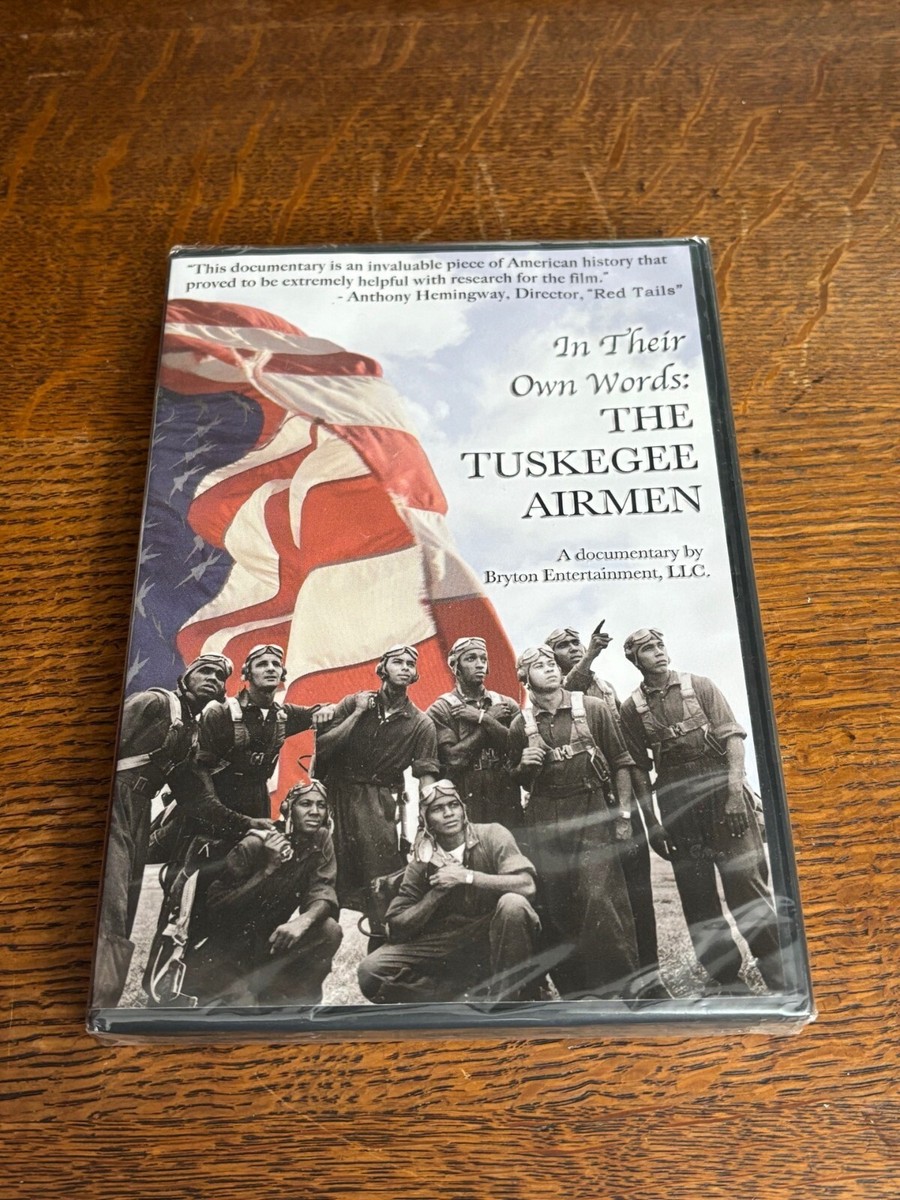 "This documentary is an invaluable piece of American history that
proved to be extremely helpful with research for the film."
- Anthony Hemingway, Director, "Red Tails"
In Their
Own Words:
THE
TUSKEGEE
AIRMEN
A documentary by
Bryton Entertainment, LLC.